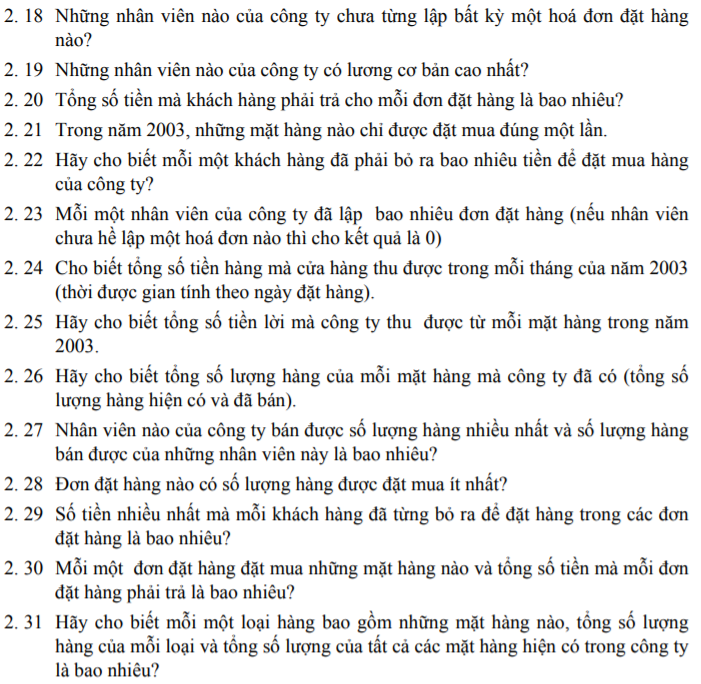 2. 18 Những nhân viên nào của công ty chưa từng lập bất kỳ một hoá đơn đặt hàng
nào?
2. 19 Những nhân viên nào của công ty có lương cơ bản cao nhất?
2. 20 Tổng số tiền mà khách hàng phải trả cho mỗi đơn đặt hàng là bao nhiêu?
2. 21 Trong năm 2003, những mặt hàng nào chỉ được đặt mua đúng một lần.
2. 22 Hãy cho biết mỗi một khách hàng đã phải bỏ ra bao nhiêu tiền để đặt mua hàng
của công ty?
2. 23 Mỗi một nhân viên của công ty đã lập bao nhiêu đơn đặt hàng (nếu nhân viên
chưa hề lập một hoá đơn nào thì cho kết quả là 0)
2. 24 Cho biết tổng số tiền hàng mà cửa hàng thu được trong mỗi tháng của năm 2003
(thời được gian tính theo ngày đặt hàng).
2. 25 Hãy cho biết tổng số tiền lời mà công ty thu được từ mỗi mặt hàng trong năm
2003.
2. 26 Hãy cho biết tổng số lượng hàng của mỗi mặt hàng mà công ty đã có (tổng số
lượng hàng hiện có và đã bán).
2. 27 Nhân viên nào của công ty bán được số lượng hàng nhiều nhất và số lượng hàng
bán được của những nhân viên này là bao nhiêu?
2. 28 Đơn đặt hàng nào có số lượng hàng được đặt mua ít nhất?
2. 29 Số tiền nhiều nhất mà mỗi khách hàng đã từng bỏ ra để đặt hàng trong các đơn
đặt hàng là bao nhiêu?
2. 30 Mỗi một đơn đặt hàng đặt mua những mặt hàng nào và tổng số tiền mà mỗi đơn
đặt hàng phải trả là bao nhiêu?
2. 31 Hãy cho biết mỗi một loại hàng bao gồm những mặt hàng nào, tổng số lượng
hàng của mỗi loại và tổng số lượng của tất cả các mặt hàng hiện có trong công ty
là bao nhiêu?